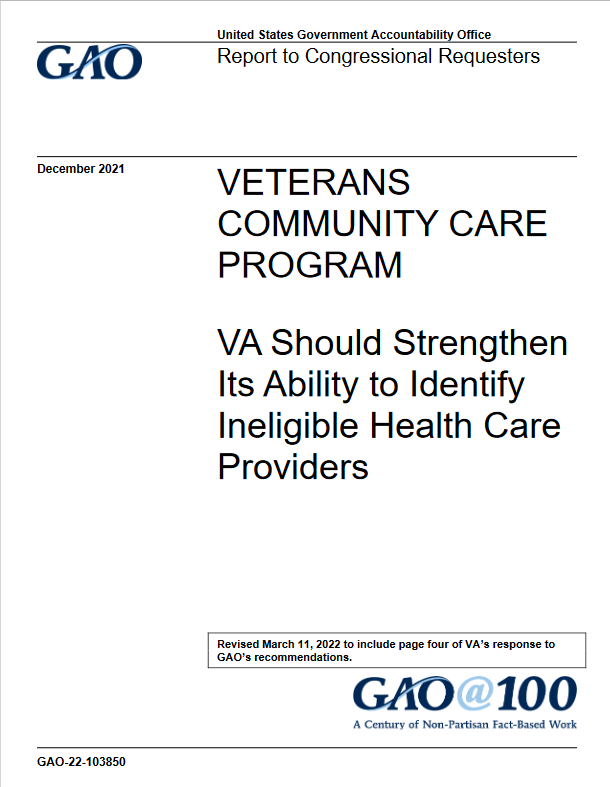 United States Government Accountability Office
GAO
Report to Congressional Requesters
December 2021
VETERANS
COMMUNITY CARE
PROGRAM
VA Should Strengthen
Its Ability to Identify
Ineligible Health Care
Providers
Revised March 11, 2022 to include page four of VA's response to
GAO's recommendations.
GAO@100
A Century of Non-Partisan Fact-Based Work
GAO-22-103850